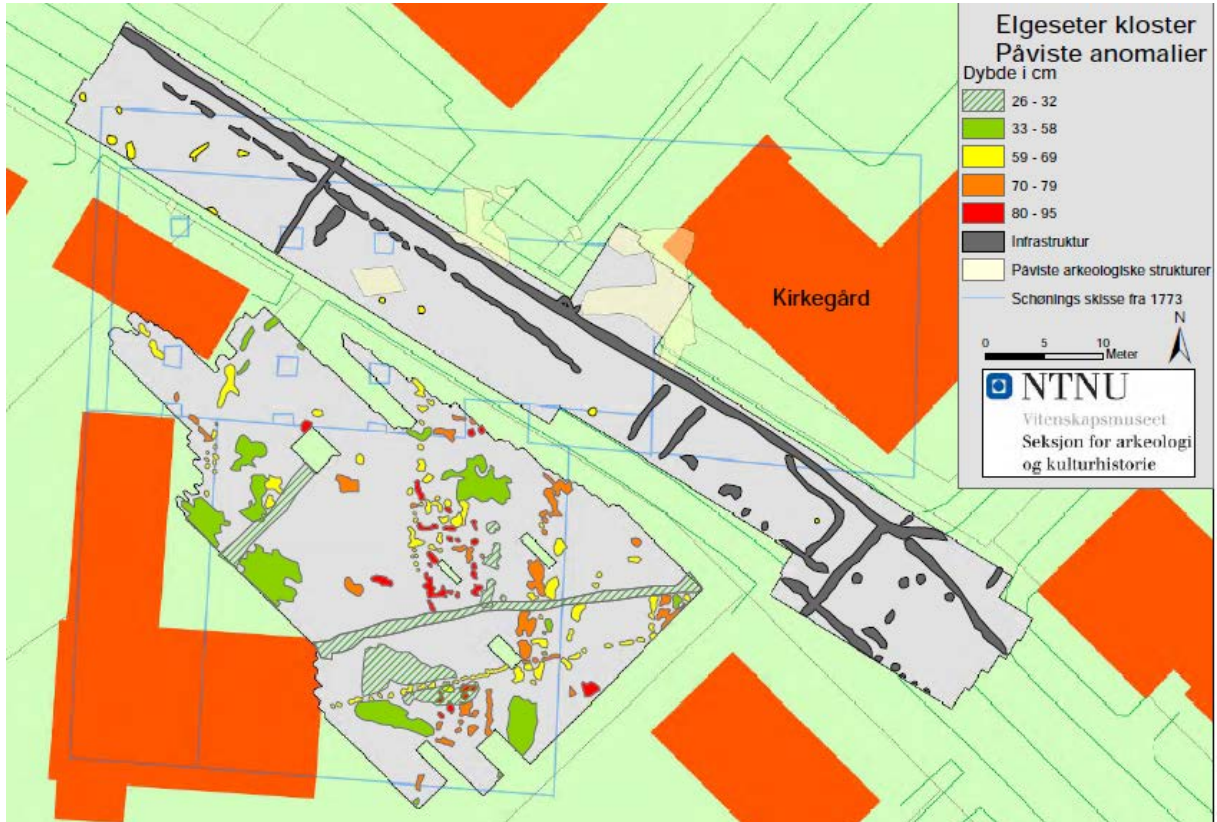 Elgeseter kloster
Påviste anomalier
Dybde i cm
26 - 32
33 - 58
59 - 69
70 - 79
80 - 95
Infrastruktur
Påviste arkeologiske strukturer
Schønings skisse fra 1773
N
0 5 10
Meter
NTNU
Vitenskapsmuseet
Seksjon for arkeologi
og kulturhistorie
Kirkegård